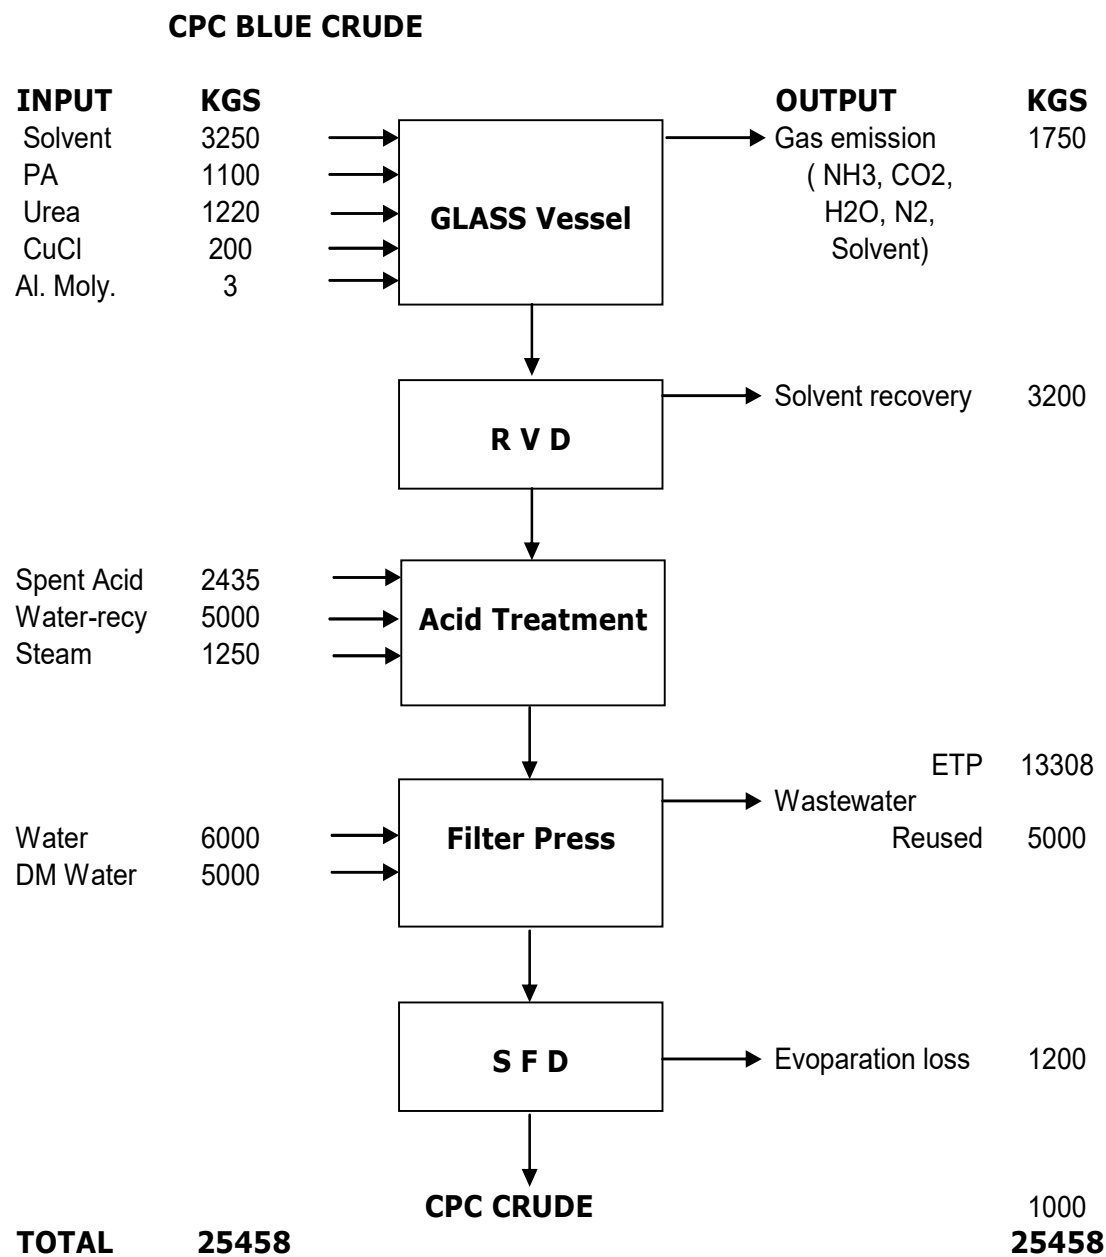 CPC BLUE CRUDE
INPUT KGS OUTPUT KGS
Solvent 3250 Gas emission 1750
PA 1100 ( NH3, CO2,
Urea 1220 GLASS Vessel H2O, N2,
CuCl 200 Solvent)
Al. Moly. 3
R V D Solvent recovery 3200
Spent Acid 2435
Water-recy 5000 Acid Treatment
Steam 1250
ETP 13308
Wastewater
Water 6000 Filter Press Reused 5000
DM Water 5000
S F D Evoparation loss 1200
CPC CRUDE 1000
TOTAL 25458 25458